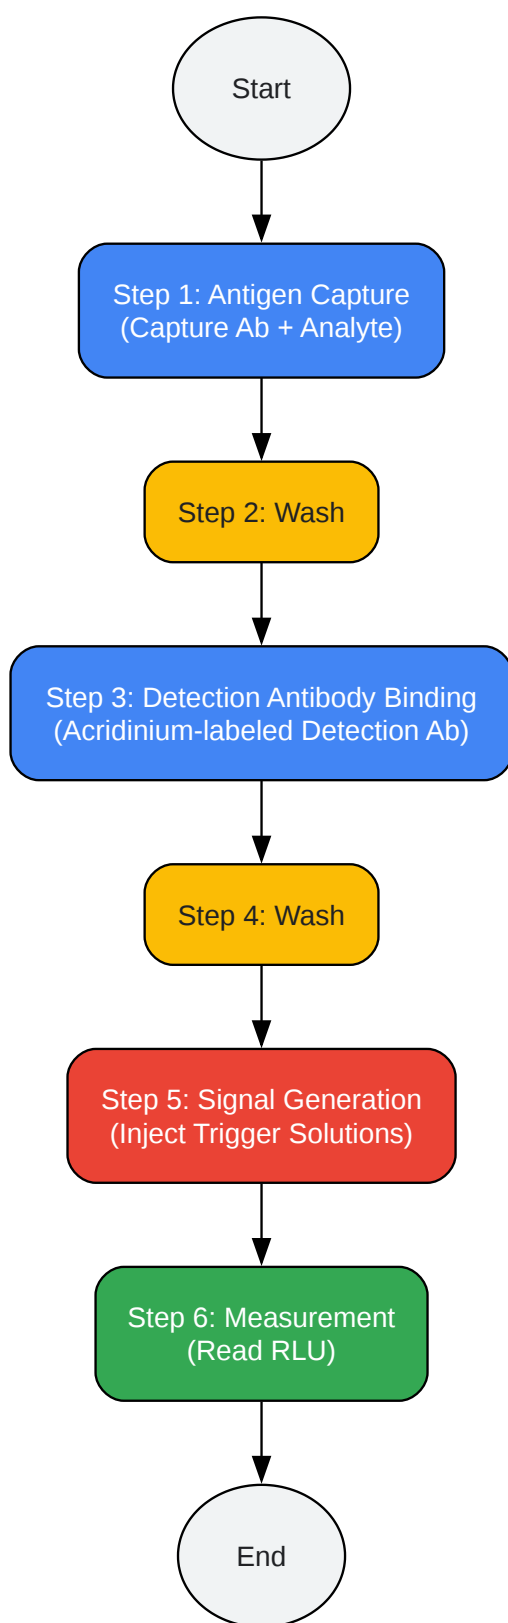 Start
Step 1: Antigen Capture
(Capture Ab + Analyte)
Step 2: Wash
Step 3: Detection Antibody Binding
(Acridinium-labeled Detection Ab)
Step 4: Wash
Step 5: Signal Generation
(Inject Trigger Solutions)
Step 6: Measurement
(Read RLU)
End